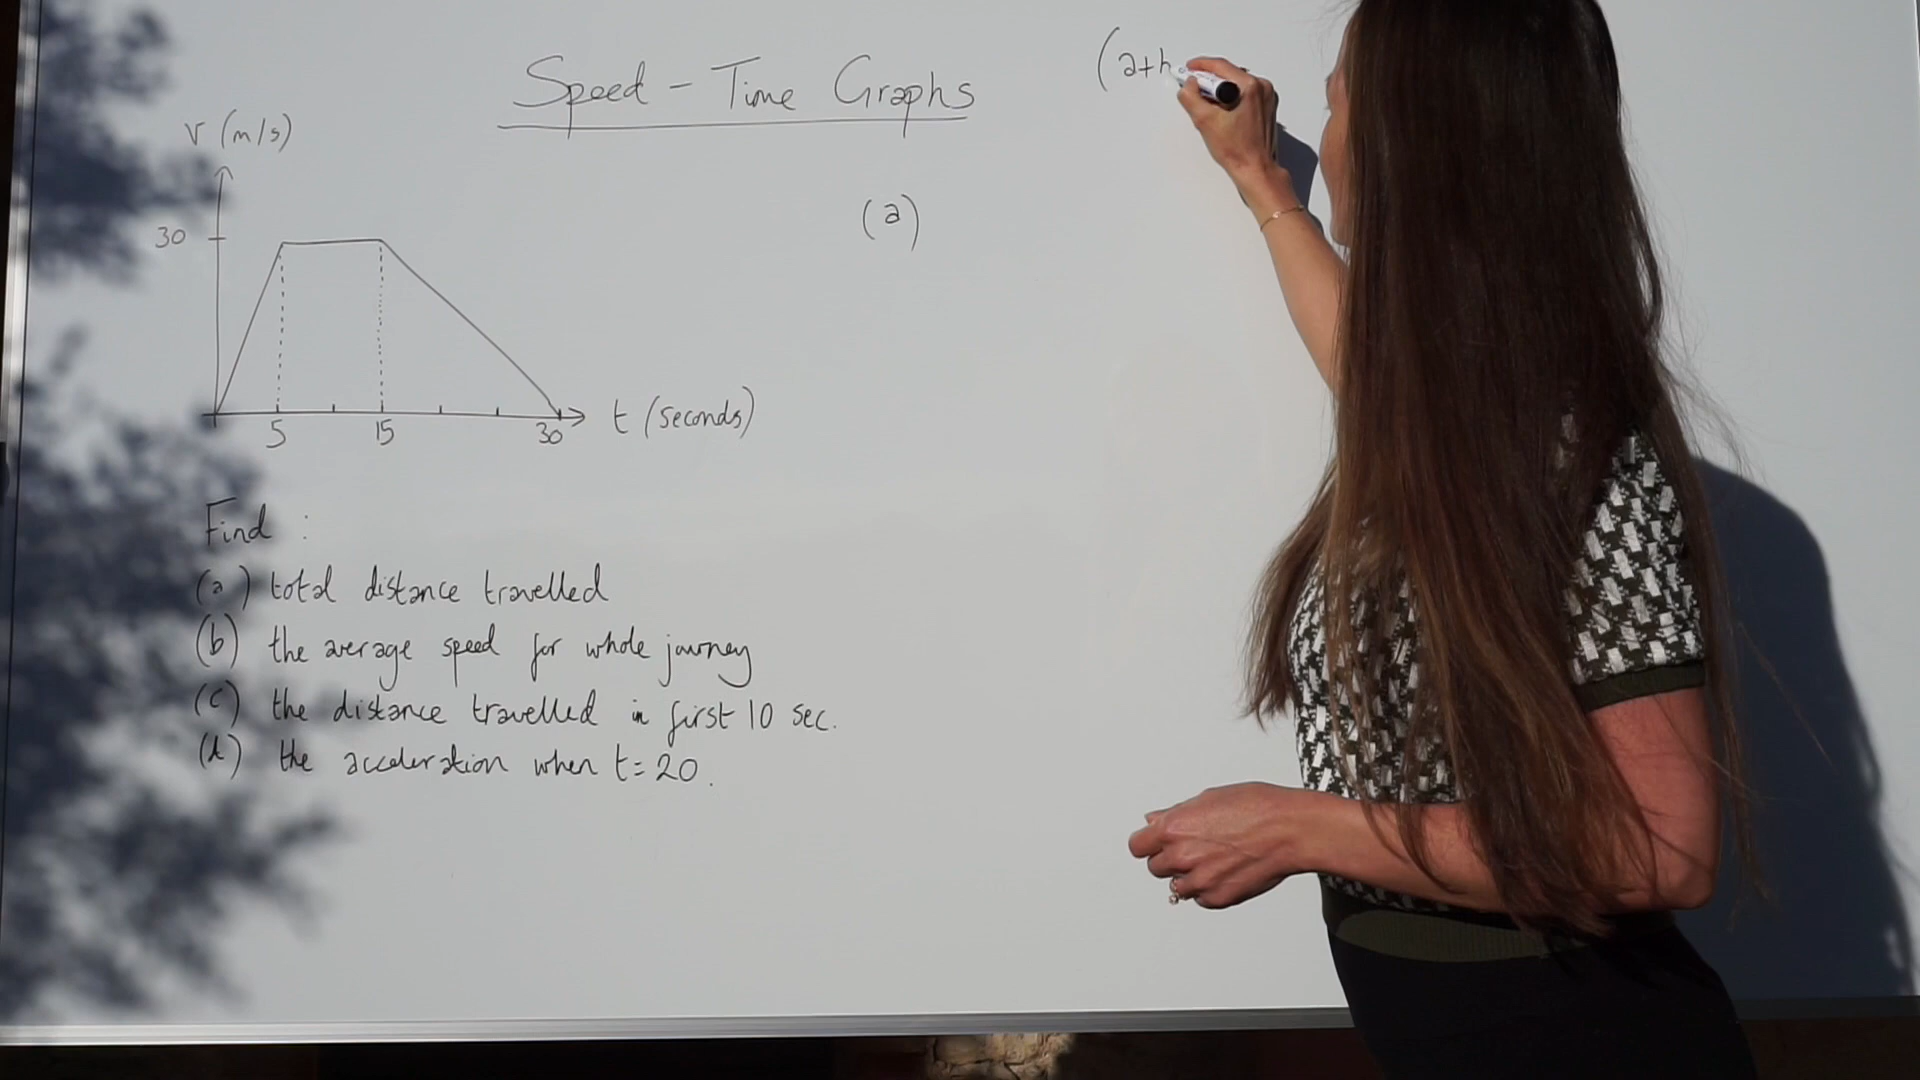 Speed - Time Graphs
(a+h
v (m/s)
30
(a)
5 15 30
t (seconds)
Find :
(a) total distance travelled
(b) the average speed for whole journey
(c) the distance travelled in first 10 sec.
(d) the acceleration when t = 20.